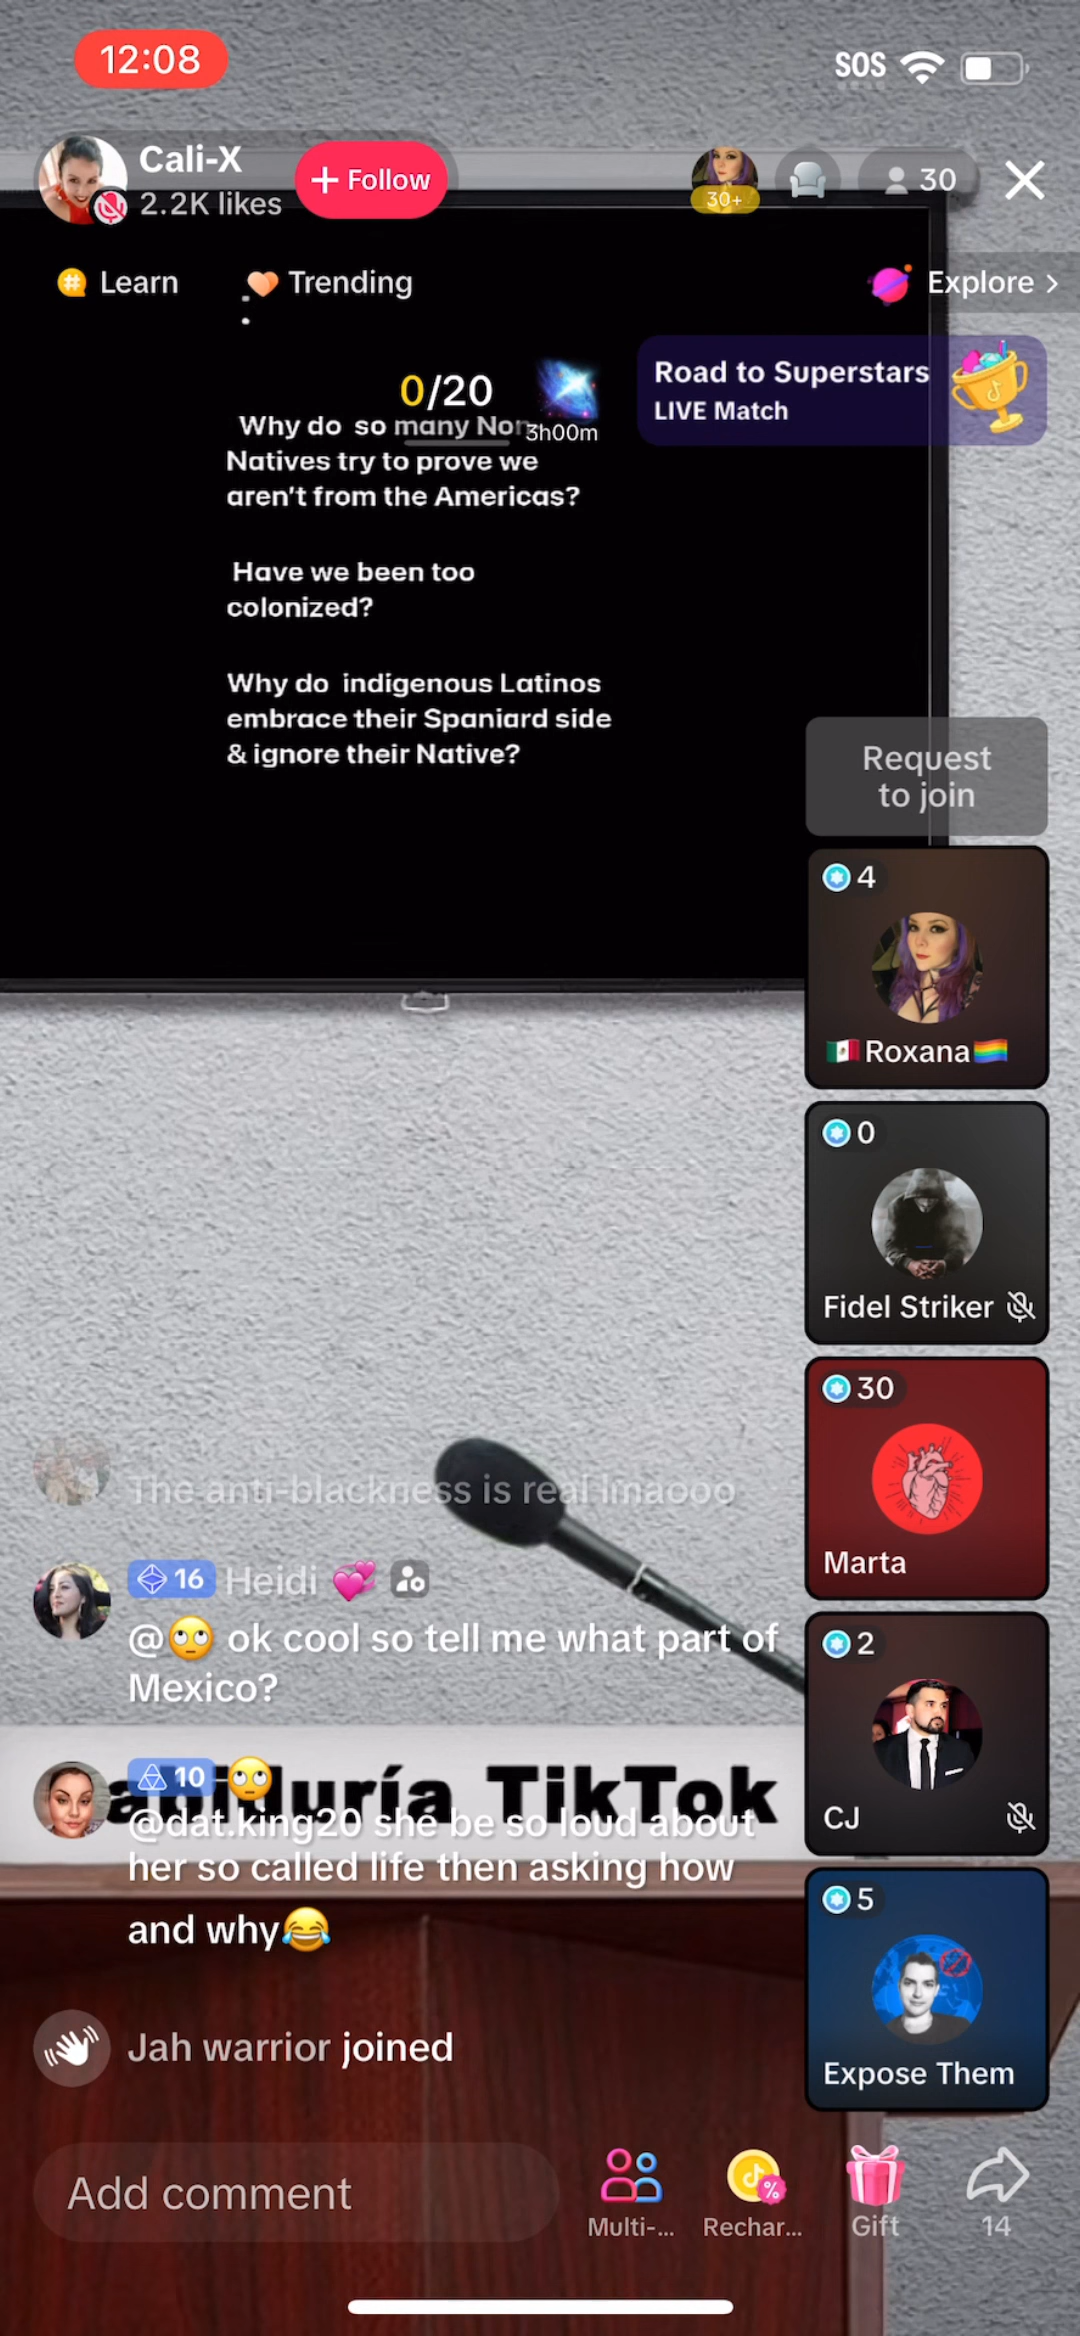 12:08
SOS
Cali-X
2.2K likes
+ Follow
30+
30
Learn
Trending
Explore >
0/20
3h00m
Road to Superstars
LIVE Match
Why do so many Non
Natives try to prove we
aren't from the Americas?
Have we been too
colonized?
Why do indigenous Latinos
embrace their Spaniard side
& ignore their Native?
Request
to join
4
🇲🇽Roxana🏳️‍🌈
0
Fidel Striker
30
Marta
2
CJ
5
Expose Them
The anti-blackness is real lmaooo
16 Heidi 💞
@🙄 ok cool so tell me what part of
Mexico?
10 🙄
abiduría TikTok
@dat.king20 she be so loud about
her so called life then asking how
and why😂
Jah warrior joined
Add comment
Multi-...
Rechar...
Gift
14